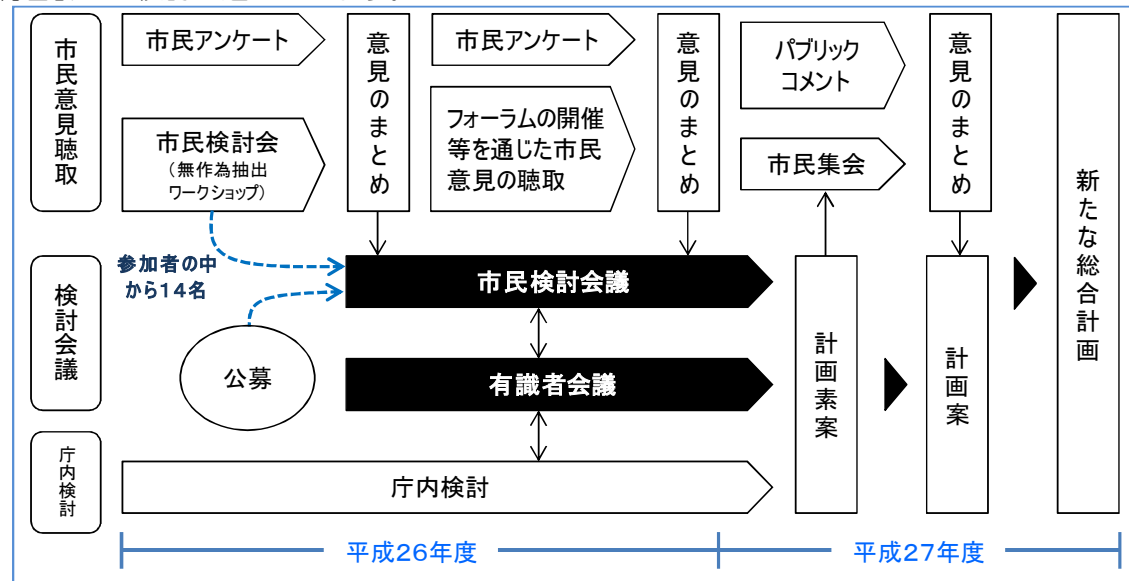 市民意見聴取
市民アンケート
市民検討会
（無作為抽出
ワークショップ）
意見のまとめ
市民アンケート
フォーラムの開催
等を通じた市民
意見の聴取
意見のまとめ
パブリック
コメント
市民集会
意見のまとめ
新たな総合計画
検討会議
参加者の中
から14名
公募
市民検討会議
有識者会議
計画素案
計画案
庁内検討
庁内検討
平成26年度
平成27年度